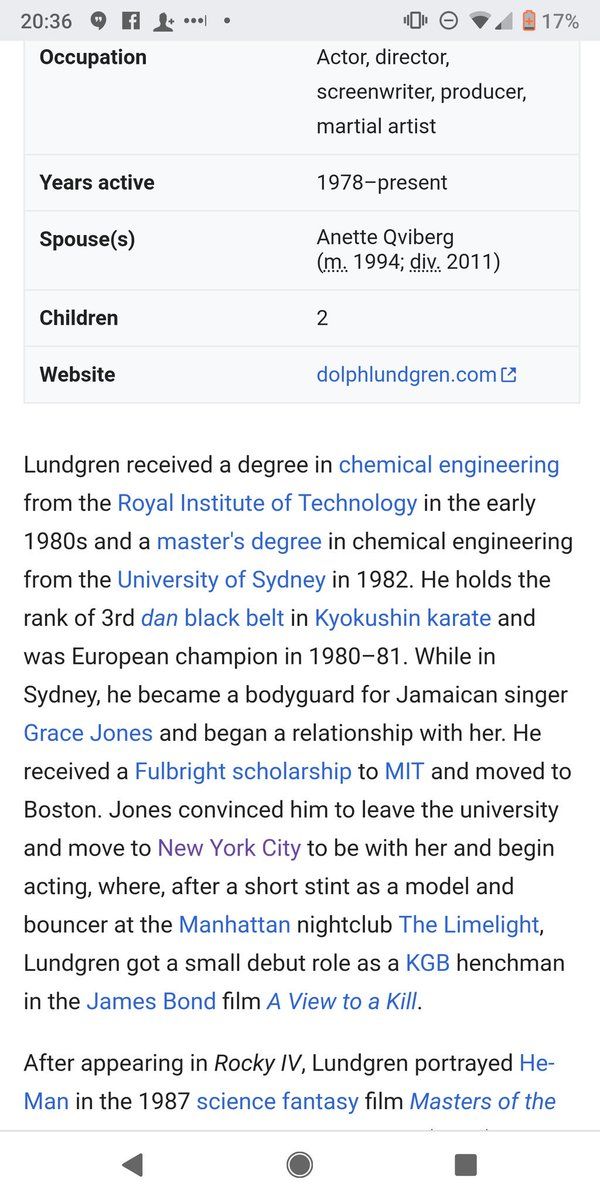 20:36
17%
Occupation
Actor, director,
screenwriter, producer,
martial artist
Years active
1978–present
Spouse(s)
Anette Qviberg
(m. 1994; div. 2011)
Children
2
Website
dolphlundgren.com
Lundgren received a degree in chemical engineering
from the Royal Institute of Technology in the early
1980s and a master's degree in chemical engineering
from the University of Sydney in 1982. He holds the
rank of 3rd dan black belt in Kyokushin karate and
was European champion in 1980–81. While in
Sydney, he became a bodyguard for Jamaican singer
Grace Jones and began a relationship with her. He
received a Fulbright scholarship to MIT and moved to
Boston. Jones convinced him to leave the university
and move to New York City to be with her and begin
acting, where, after a short stint as a model and
bouncer at the Manhattan nightclub The Limelight,
Lundgren got a small debut role as a KGB henchman
in the James Bond film A View to a Kill.
After appearing in Rocky IV, Lundgren portrayed He-
Man in the 1987 science fantasy film Masters of the